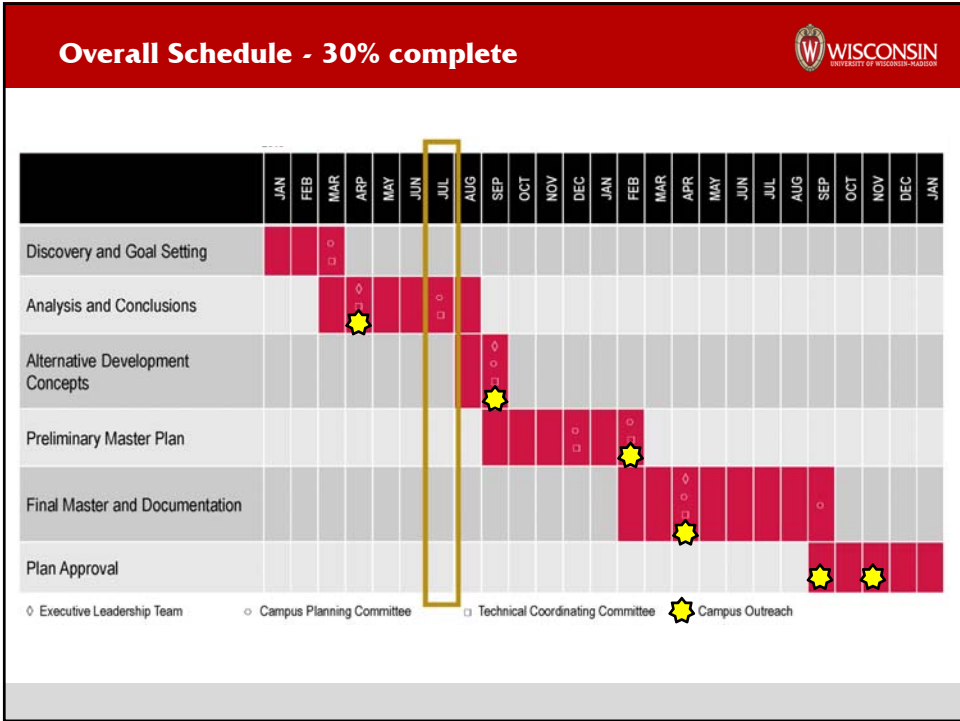 Overall Schedule - 30% complete
W WISCONSIN
UNIVERSITY OF WISCONSIN-MADISON
JAN FEB MAR ARP MAY JUN JUL AUG SEP OCT NOV DEC JAN FEB MAR APR MAY JUN JUL AUG SEP OCT NOV DEC JAN
Discovery and Goal Setting
Analysis and Conclusions
Alternative Development
Concepts
Preliminary Master Plan
Final Master and Documentation
Plan Approval
◊ Executive Leadership Team ○ Campus Planning Committee □ Technical Coordinating Committee Campus Outreach